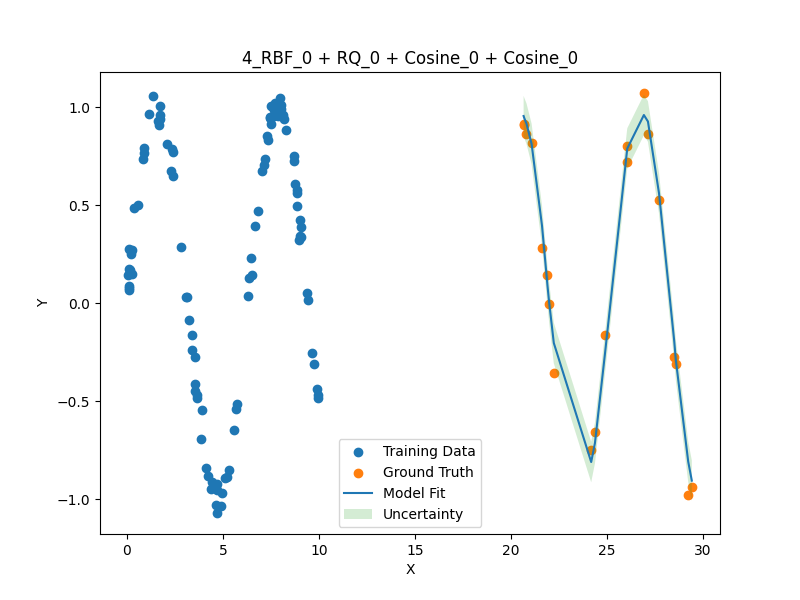 4_RBF_0 + RQ_0 + Cosine_0 + Cosine_0
1.0
0.5
0.0
−0.5
−1.0
Y
Training Data
Ground Truth
Model Fit
Uncertainty
0 5 10 15 20 25 30
X